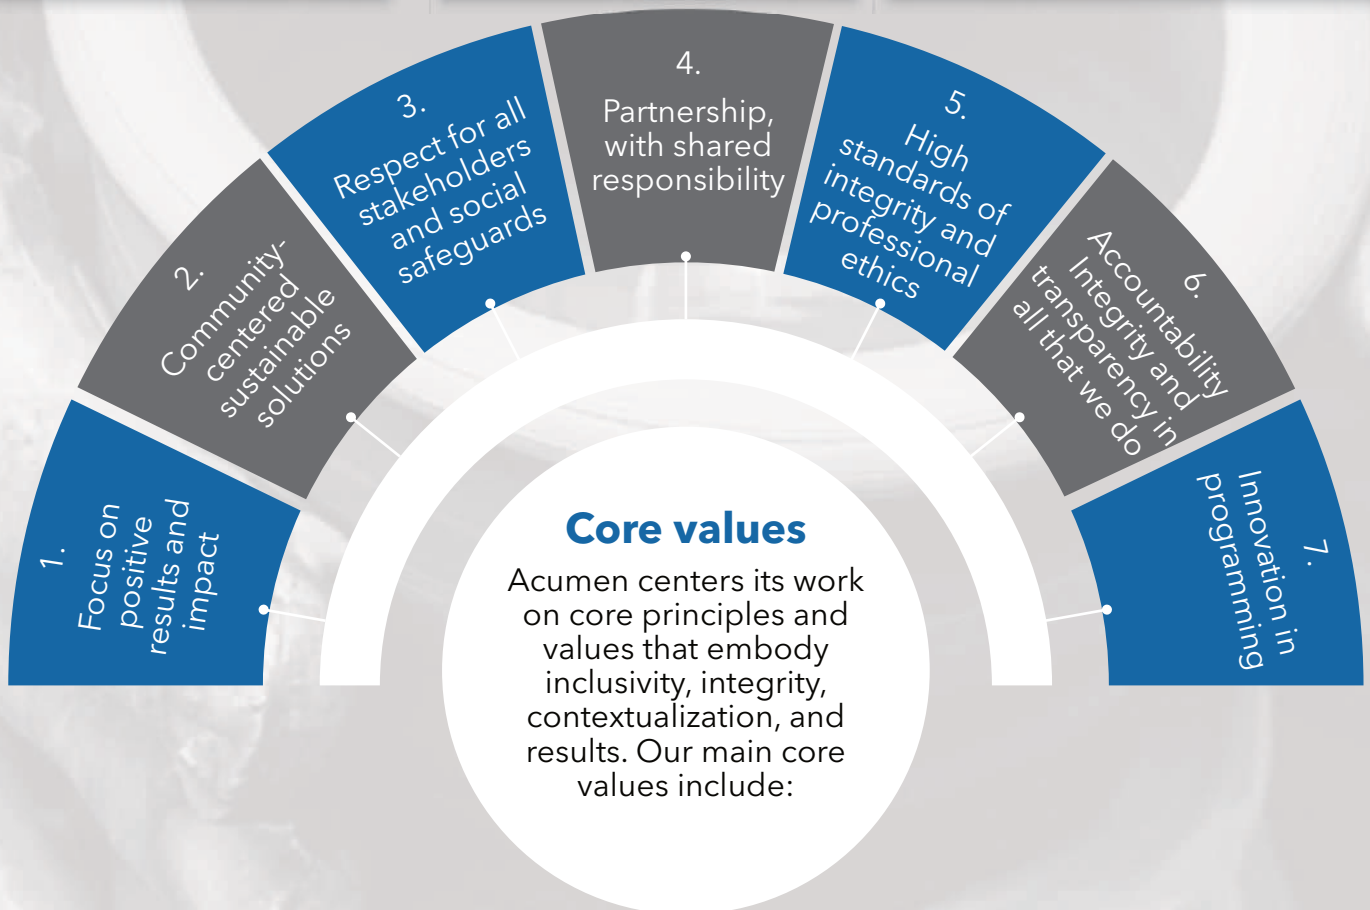 1.
Focus on
positive
results and
impact
2.
Community-
centered
sustainable
solutions
3.
Respect for all
stakeholders
and social
safeguards
4.
Partnership,
with shared
responsibility
5.
High
standards of
integrity and
professional
ethics
6.
Accountability
Integrity and
transparency in
all that we do
7.
Innovation in
programming
Core values
Acumen centers its work
on core principles and
values that embody
inclusivity, integrity,
contextualization, and
results. Our main core
values include: